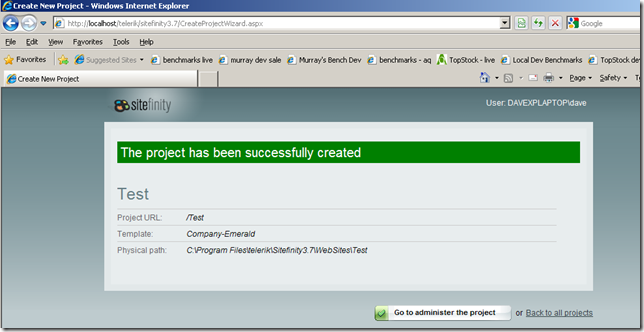 Create New Project - Windows Internet Explorer
http://localhost/telerik/sitefinity3.7/CreateProjectWizard.aspx
Google
File Edit View Favorites Tools Help
Favorites Suggested Sites benchmarks live murray dev sale Murray's Bench Dev benchmarks - aq TopStock - live Local Dev Benchmarks TopStock de
Create New Project
Page Safety T
sitefinity
User: DAVEXPLAPTOP\dave
The project has been successfully created
Test
Project URL: /Test
Template: Company-Emerald
Physical path: C:\Program Files\telerik\Sitefinity3.7\WebSites\Test
Go to administer the project or Back to all projects